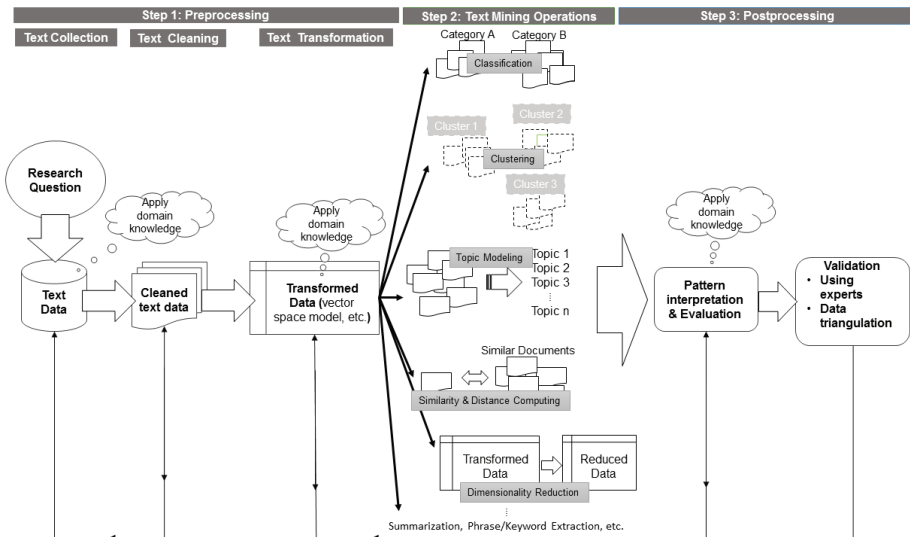 Step 1: Preprocessing
Step 2: Text Mining Operations
Step 3: Postprocessing
Text Collection
Text Cleaning
Text Transformation
Category A
Category B
Classification
Cluster 1
Cluster 2
Clustering
Cluster 3
Research
Question
Apply
domain
knowledge
Apply
domain
knowledge
Apply
domain
knowledge
Text
Data
Cleaned
text data
Transformed
Data (vector
space model, etc.)
Topic Modeling
Topic 1
Topic 2
Topic 3
Topic n
Pattern
interpretation
& Evaluation
Validation
• Using
experts
• Data
triangulation
Similar Documents
Similarity & Distance Computing
Transformed
Data
Reduced
Data
Dimensionality Reduction
Summarization, Phrase/Keyword Extraction, etc.